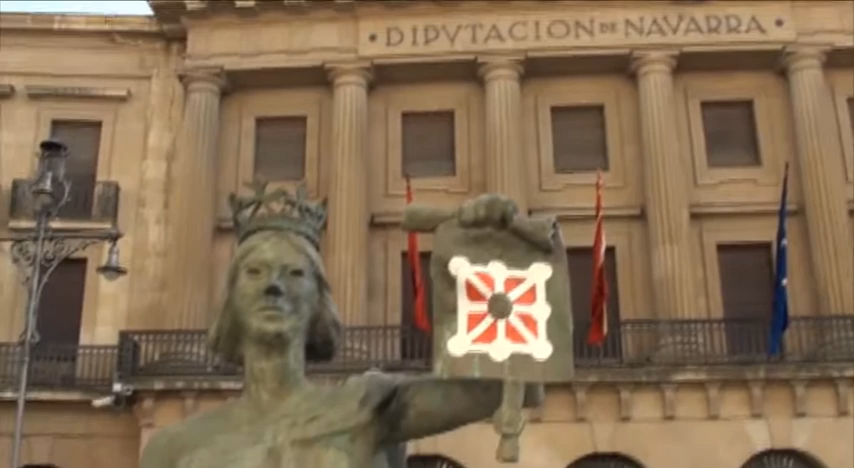 • DIPVTACION DE NAVARRA •